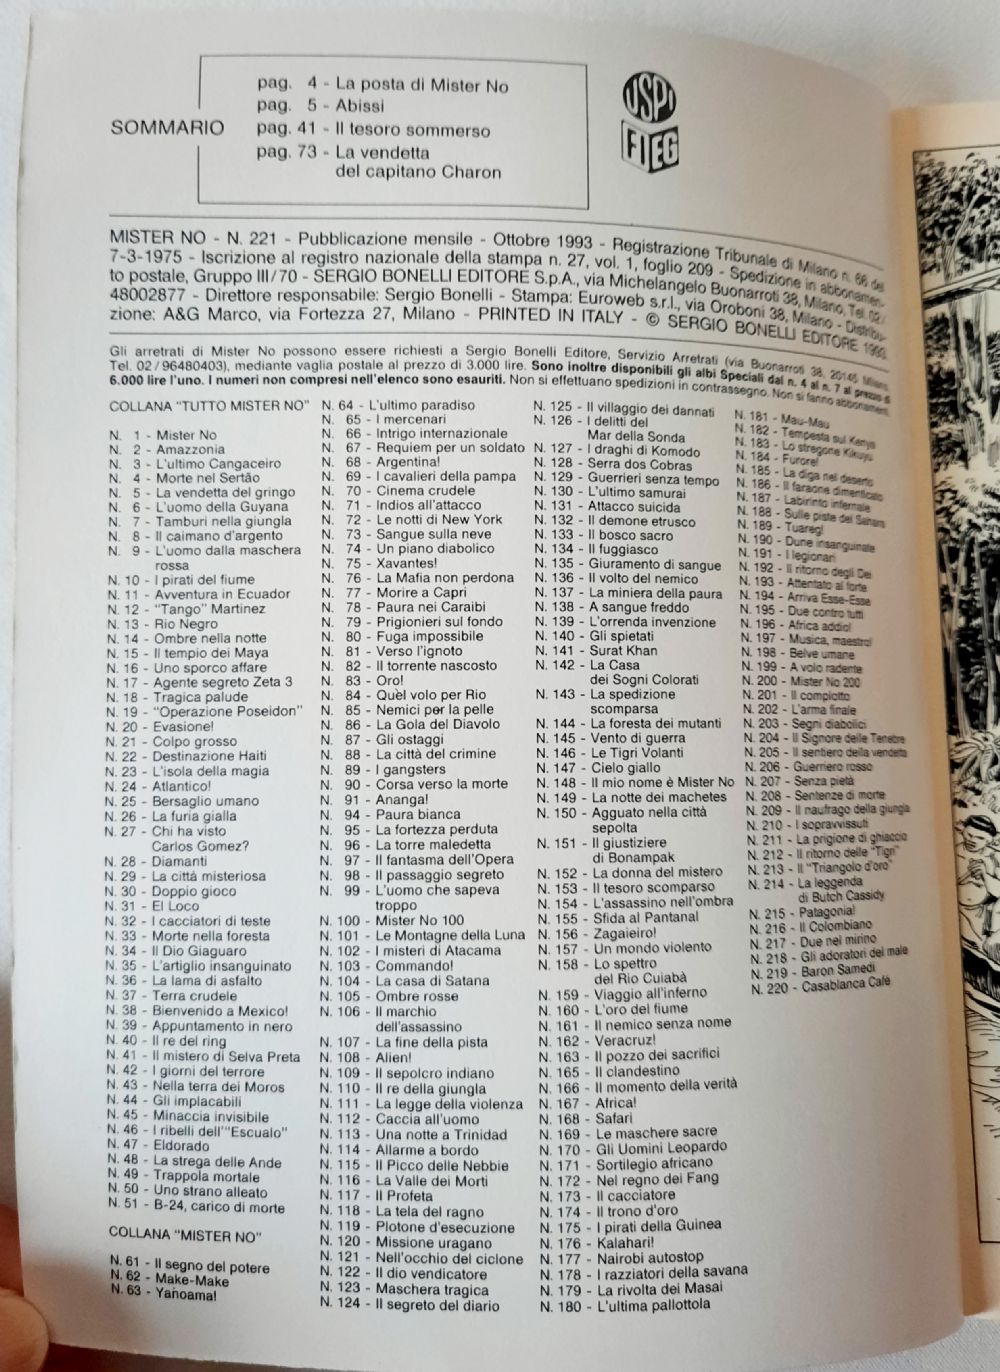 SOMMARIO
pag. 4 - La posta di Mister No
pag. 5 - Abissi
pag. 41 - Il tesoro sommerso
pag. 73 - La vendetta
del capitano Charon
USPI
FIEG
MISTER NO - N. 221 - Pubblicazione mensile - Ottobre 1993 - Registrazione Tribunale di Milano n. 68 del
7-3-1975 - Iscrizione al registro nazionale della stampa n. 27, vol. 1, foglio 209 - Spedizione in abbonamen-
to postale, Gruppo III/70 - SERGIO BONELLI EDITORE S.p.A., via Michelangelo Buonarroti 38, Milano, Tel. 02/
48002877 - Direttore responsabile: Sergio Bonelli - Stampa: Euroweb s.r.l., via Oroboni 38, Milano - Distribu-
zione: A&G Marco, via Fortezza 27, Milano - PRINTED IN ITALY - © SERGIO BONELLI EDITORE 1993
Gli arretrati di Mister No possono essere richiesti a Sergio Bonelli Editore, Servizio Arretrati (via Buonarroti 38, 20145 Milano,
Tel. 02/96480403), mediante vaglia postale al prezzo di 3.000 lire. Sono inoltre disponibili gli albi Speciali dal n. 4 al n. 7 al prezzo di
6.000 lire l'uno. I numeri non compresi nell'elenco sono esauriti. Non si effettuano spedizioni in contrassegno. Non si fanno abbonamenti.
COLLANA "TUTTO MISTER NO"
N. 1 - Mister No
N. 2 - Amazzonia
N. 3 - L'ultimo Cangaceiro
N. 4 - Morte nel Sertão
N. 5 - La vendetta del gringo
N. 6 - L'uomo della Guyana
N. 7 - Tamburi nella giungla
N. 8 - Il caimano d'argento
N. 9 - L'uomo dalla maschera
rossa
N. 10 - I pirati del fiume
N. 11 - Avventura in Ecuador
N. 12 - "Tango" Martinez
N. 13 - Rio Negro
N. 14 - Ombre nella notte
N. 15 - Il tempio dei Maya
N. 16 - Uno sporco affare
N. 17 - Agente segreto Zeta 3
N. 18 - Tragica palude
N. 19 - "Operazione Poseidon"
N. 20 - Evasione!
N. 21 - Colpo grosso
N. 22 - Destinazione Haiti
N. 23 - L'isola della magia
N. 24 - Atlantico!
N. 25 - Bersaglio umano
N. 26 - La furia gialla
N. 27 - Chi ha visto
Carlos Gomez?
N. 28 - Diamanti
N. 29 - La città misteriosa
N. 30 - Doppio gioco
N. 31 - El Loco
N. 32 - I cacciatori di teste
N. 33 - Morte nella foresta
N. 34 - Il Dio Giaguaro
N. 35 - L'artiglio insanguinato
N. 36 - La lama di asfalto
N. 37 - Terra crudele
N. 38 - Bienvenido a Mexico!
N. 39 - Appuntamento in nero
N. 40 - Il re del ring
N. 41 - Il mistero di Selva Preta
N. 42 - I giorni del terrore
N. 43 - Nella terra dei Moros
N. 44 - Gli implacabili
N. 45 - Minaccia invisibile
N. 46 - I ribelli dell'"Escualo"
N. 47 - Eldorado
N. 48 - La strega delle Ande
N. 49 - Trappola mortale
N. 50 - Uno strano alleato
N. 51 - B-24, carico di morte
COLLANA "MISTER NO"
N. 61 - Il segno del potere
N. 62 - Make-Make
N. 63 - Yanoama!
N. 64 - L'ultimo paradiso
N. 65 - I mercenari
N. 66 - Intrigo internazionale
N. 67 - Requiem per un soldato
N. 68 - Argentina!
N. 69 - I cavalieri della pampa
N. 70 - Cinema crudele
N. 71 - Indios all'attacco
N. 72 - Le notti di New York
N. 73 - Sangue sulla neve
N. 74 - Un piano diabolico
N. 75 - Xavantes!
N. 76 - La Mafia non perdona
N. 77 - Morire a Capri
N. 78 - Paura nei Caraibi
N. 79 - Prigionieri sul fondo
N. 80 - Fuga impossibile
N. 81 - Verso l'ignoto
N. 82 - Il torrente nascosto
N. 83 - Oro!
N. 84 - Quèl volo per Rio
N. 85 - Nemici per la pelle
N. 86 - La Gola del Diavolo
N. 87 - Gli ostaggi
N. 88 - La città del crimine
N. 89 - I gangsters
N. 90 - Corsa verso la morte
N. 91 - Ananga!
N. 94 - Paura bianca
N. 95 - La fortezza perduta
N. 96 - La torre maledetta
N. 97 - Il fantasma dell'Opera
N. 98 - Il passaggio segreto
N. 99 - L'uomo che sapeva
troppo
N. 100 - Mister No 100
N. 101 - Le Montagne della Luna
N. 102 - I misteri di Atacama
N. 103 - Commando!
N. 104 - La casa di Satana
N. 105 - Ombre rosse
N. 106 - Il marchio
dell'assassino
N. 107 - La fine della pista
N. 108 - Alien!
N. 109 - Il sepolcro indiano
N. 110 - Il re della giungla
N. 111 - La legge della violenza
N. 112 - Caccia all'uomo
N. 113 - Una notte a Trinidad
N. 114 - Allarme a bordo
N. 115 - Il Picco delle Nebbie
N. 116 - La Valle dei Morti
N. 117 - Il Profeta
N. 118 - La tela del ragno
N. 119 - Plotone d'esecuzione
N. 120 - Missione uragano
N. 121 - Nell'occhio del ciclone
N. 122 - Il dio vendicatore
N. 123 - Maschera tragica
N. 124 - Il segreto del diario
N. 125 - Il villaggio dei dannati
N. 126 - I delitti del
Mar della Sonda
N. 127 - I draghi di Komodo
N. 128 - Serra dos Cobras
N. 129 - Guerrieri senza tempo
N. 130 - L'ultimo samurai
N. 131 - Attacco suicida
N. 132 - Il demone etrusco
N. 133 - Il bosco sacro
N. 134 - Il fuggiasco
N. 135 - Giuramento di sangue
N. 136 - Il volto del nemico
N. 137 - La miniera della paura
N. 138 - A sangue freddo
N. 139 - L'orrenda invenzione
N. 140 - Gli spietati
N. 141 - Surat Khan
N. 142 - La Casa
dei Sogni Colorati
N. 143 - La spedizione
scomparsa
N. 144 - La foresta dei mutanti
N. 145 - Vento di guerra
N. 146 - Le Tigri Volanti
N. 147 - Cielo giallo
N. 148 - Il mio nome è Mister No
N. 149 - La notte dei machetes
N. 150 - Agguato nella città
sepolta
N. 151 - Il giustiziere
di Bonampak
N. 152 - La donna del mistero
N. 153 - Il tesoro scomparso
N. 154 - L'assassino nell'ombra
N. 155 - Sfida al Pantanal
N. 156 - Zagaieiro!
N. 157 - Un mondo violento
N. 158 - Lo spettro
del Rio Cuiabà
N. 159 - Viaggio all'inferno
N. 160 - L'oro del fiume
N. 161 - Il nemico senza nome
N. 162 - Veracruz!
N. 163 - Il pozzo dei sacrifici
N. 165 - Il clandestino
N. 166 - Il momento della verità
N. 167 - Africa!
N. 168 - Safari
N. 169 - Le maschere sacre
N. 170 - Gli Uomini Leopardo
N. 171 - Sortilegio africano
N. 172 - Nel regno dei Fang
N. 173 - Il cacciatore
N. 174 - Il trono d'oro
N. 175 - I pirati della Guinea
N. 176 - Kalahari!
N. 177 - Nairobi autostop
N. 178 - I razziatori della savana
N. 179 - La rivolta dei Masai
N. 180 - L'ultima pallottola
N. 181 - Mau-Mau
N. 182 - Tempesta sul Kenya
N. 183 - Lo stregone Kikuyu
N. 184 - Furore!
N. 185 - La diga nel deserto
N. 186 - Il faraone dimenticato
N. 187 - Labirinto infernale
N. 188 - Sulle piste del Sahara
N. 189 - Tuareg!
N. 190 - Dune insanguinate
N. 191 - I legionari
N. 192 - Il ritorno degli Dei
N. 193 - Attentato al forte
N. 194 - Arriva Esse-Esse
N. 195 - Due contro tutti
N. 196 - Africa addio!
N. 197 - Musica, maestro!
N. 198 - Belve umane
N. 199 - A volo radente
N. 200 - Mister No 200
N. 201 - Il complotto
N. 202 - L'arma finale
N. 203 - Segni diabolici
N. 204 - Il Signore delle Tenebre
N. 205 - Il sentiero della vendetta
N. 206 - Guerriero rosso
N. 207 - Senza pietà
N. 208 - Sentenze di morte
N. 209 - Il naufrago della giungla
N. 210 - I sopravvissuti
N. 211 - La prigione di ghiaccio
N. 212 - Il ritorno delle "Tigri"
N. 213 - Il "Triangolo d'oro"
N. 214 - La leggenda
di Butch Cassidy
N. 215 - Patagonia!
N. 216 - Il Colombiano
N. 217 - Due nel mirino
N. 218 - Gli adoratori del male
N. 219 - Baron Samedi
N. 220 - Casablanca Café